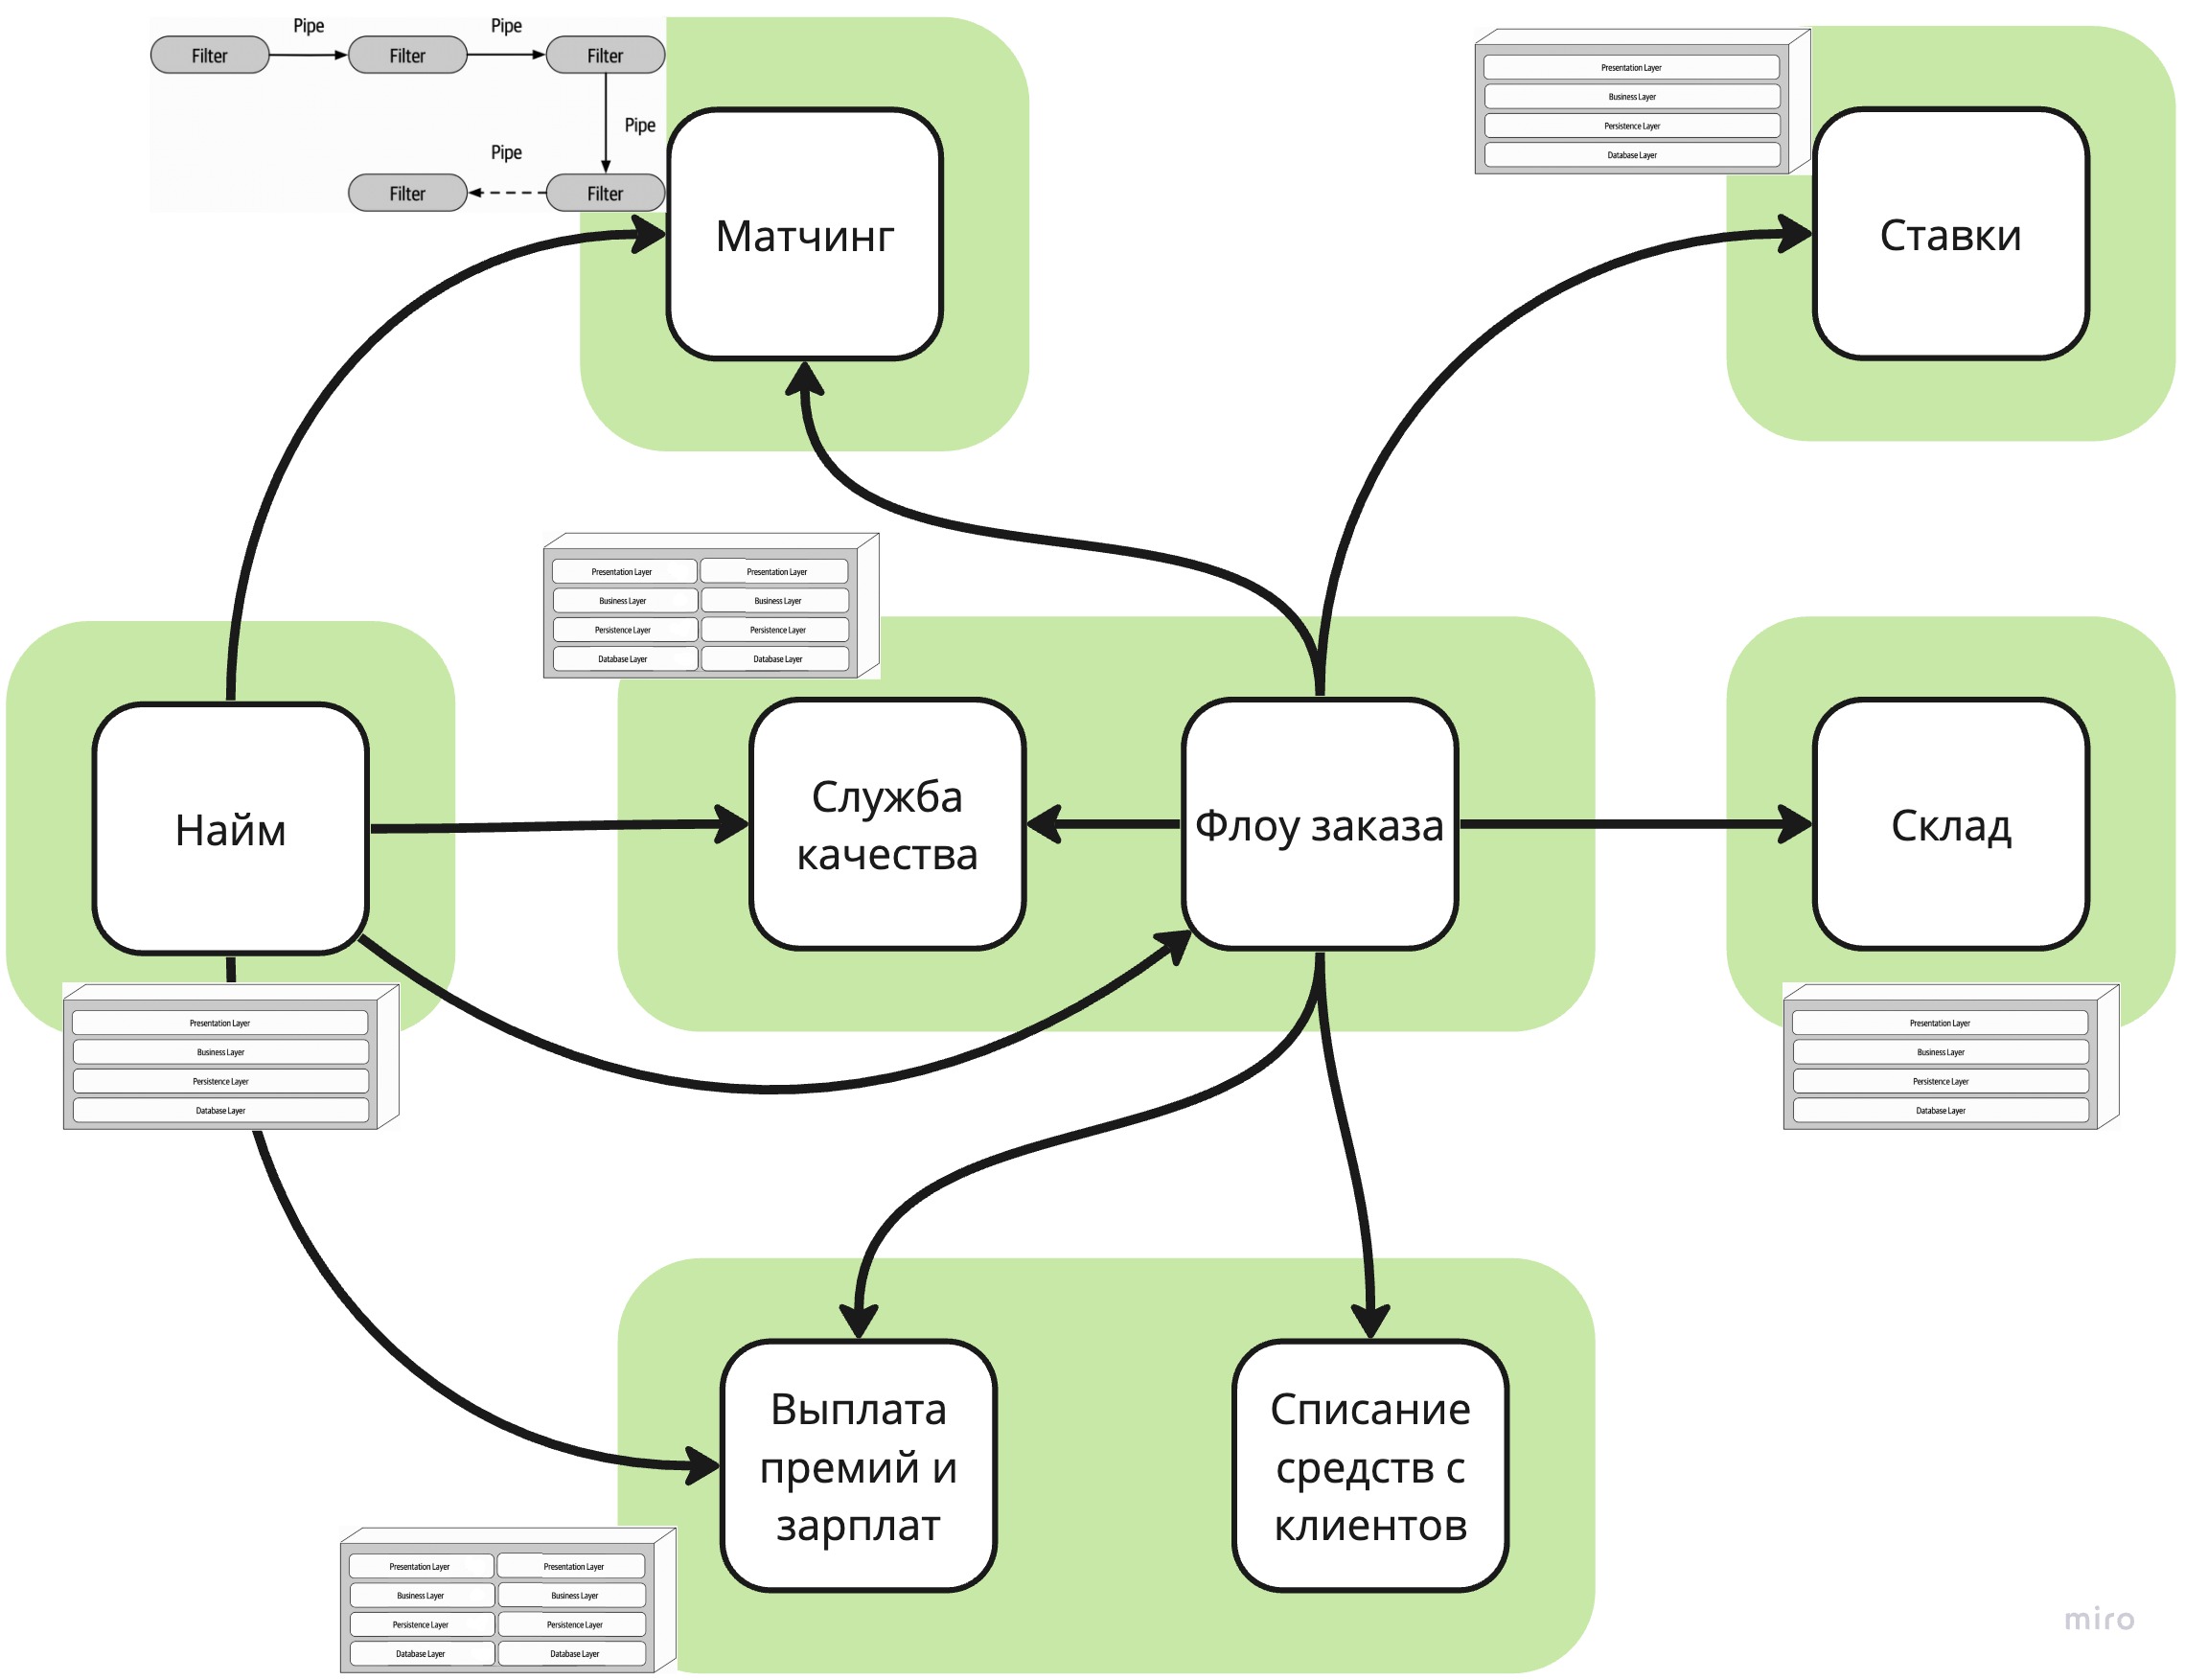 Pipe
Pipe
Filter
Filter
Filter
Pipe
Pipe
Filter
Filter
Матчинг
Presentation Layer
Business Layer
Persistence Layer
Database Layer
Ставки
Presentation Layer
Presentation Layer
Business Layer
Business Layer
Persistence Layer
Persistence Layer
Database Layer
Database Layer
Найм
Служба
качества
Флоу заказа
Склад
Presentation Layer
Business Layer
Persistence Layer
Database Layer
Presentation Layer
Business Layer
Persistence Layer
Database Layer
Выплата
премий и
зарплат
Списание
средств с
клиентов
Presentation Layer
Presentation Layer
Business Layer
Business Layer
Persistence Layer
Persistence Layer
Database Layer
Database Layer
miro